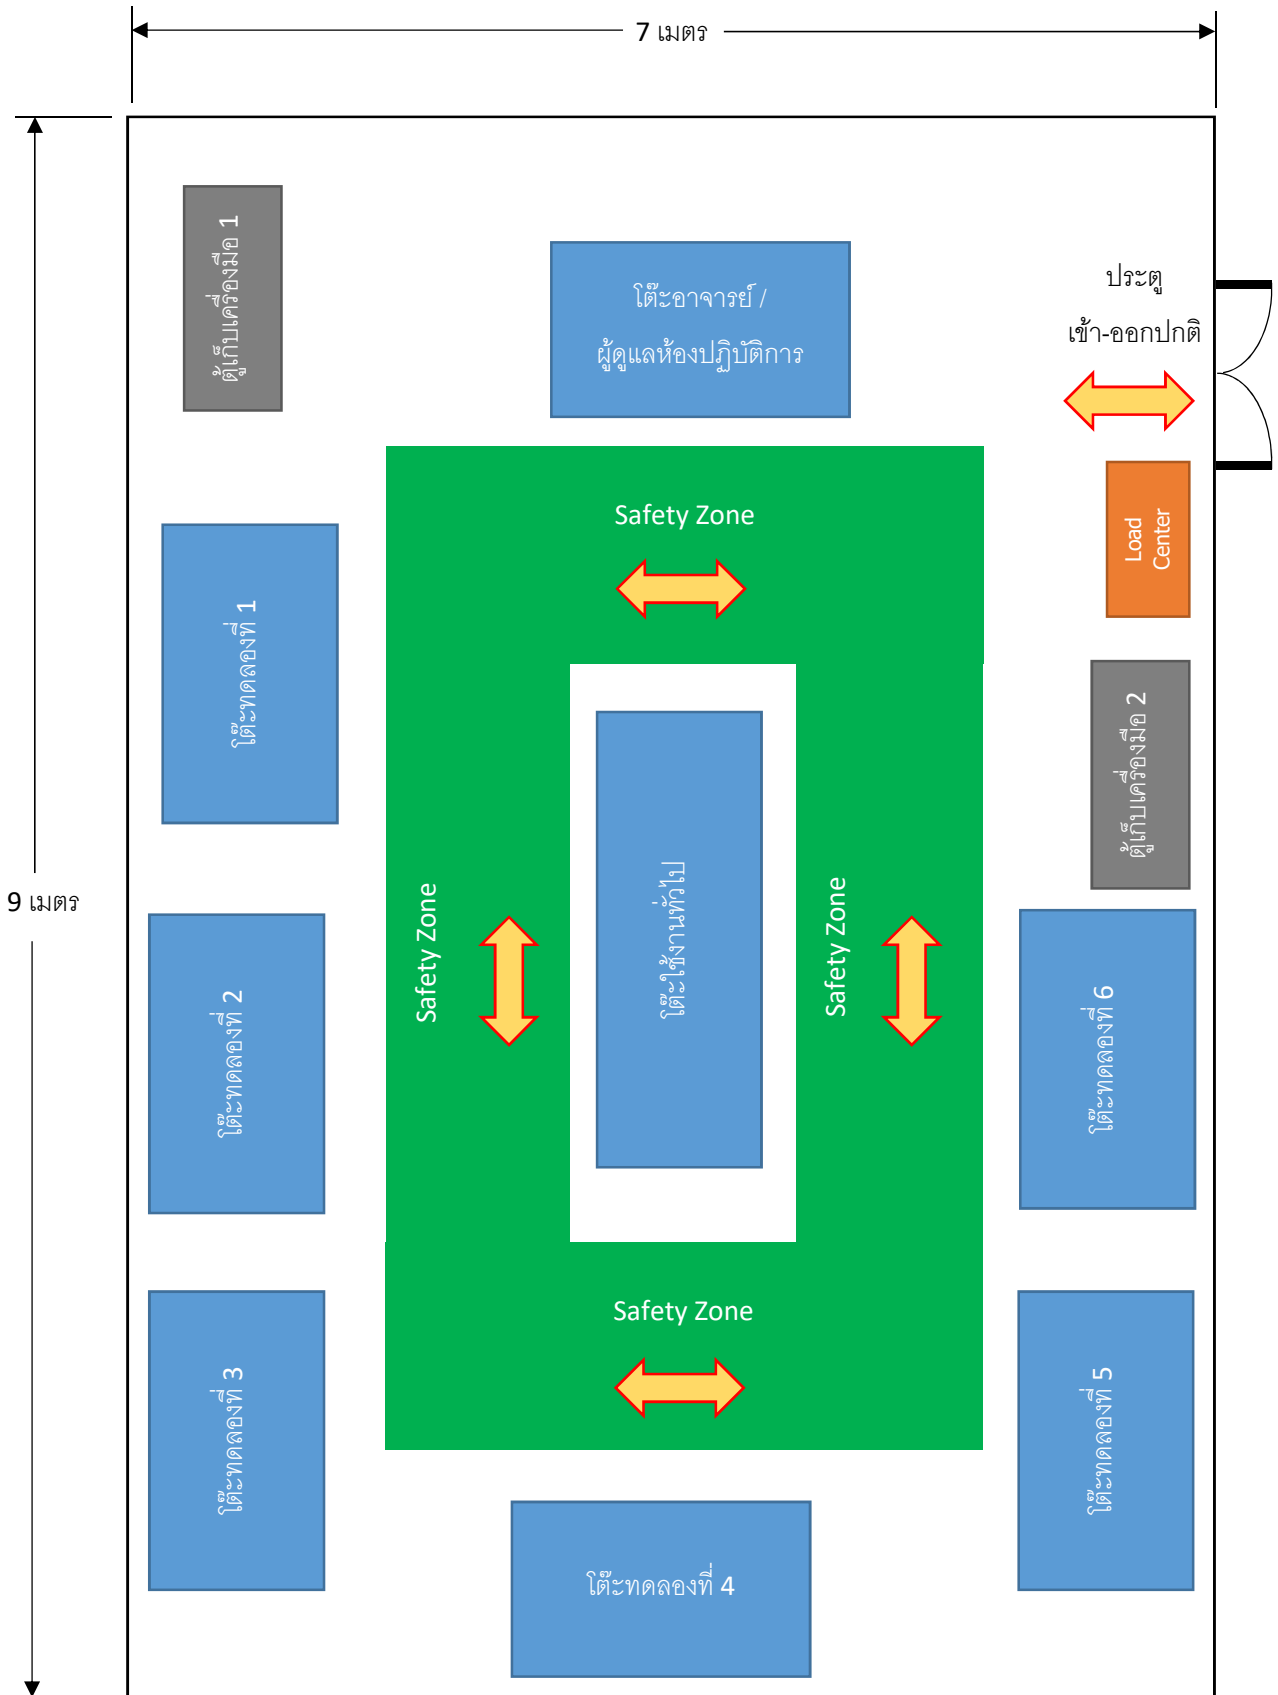 7 เมตร
ตู้เก็บเครื่องมือ 1
โต๊ะอาจารย์ /
ผู้ดูแลห้องปฏิบัติการ
ประตู
เข้า-ออกปกติ
Safety Zone
Load
Center
โต๊ะทดลองที่ 1
ตู้เก็บเครื่องมือ 2
9 เมตร
Safety Zone
โต๊ะใช้งานทั่วไป
Safety Zone
โต๊ะทดลองที่ 2
โต๊ะทดลองที่ 6
Safety Zone
โต๊ะทดลองที่ 3
โต๊ะทดลองที่ 5
โต๊ะทดลองที่ 4